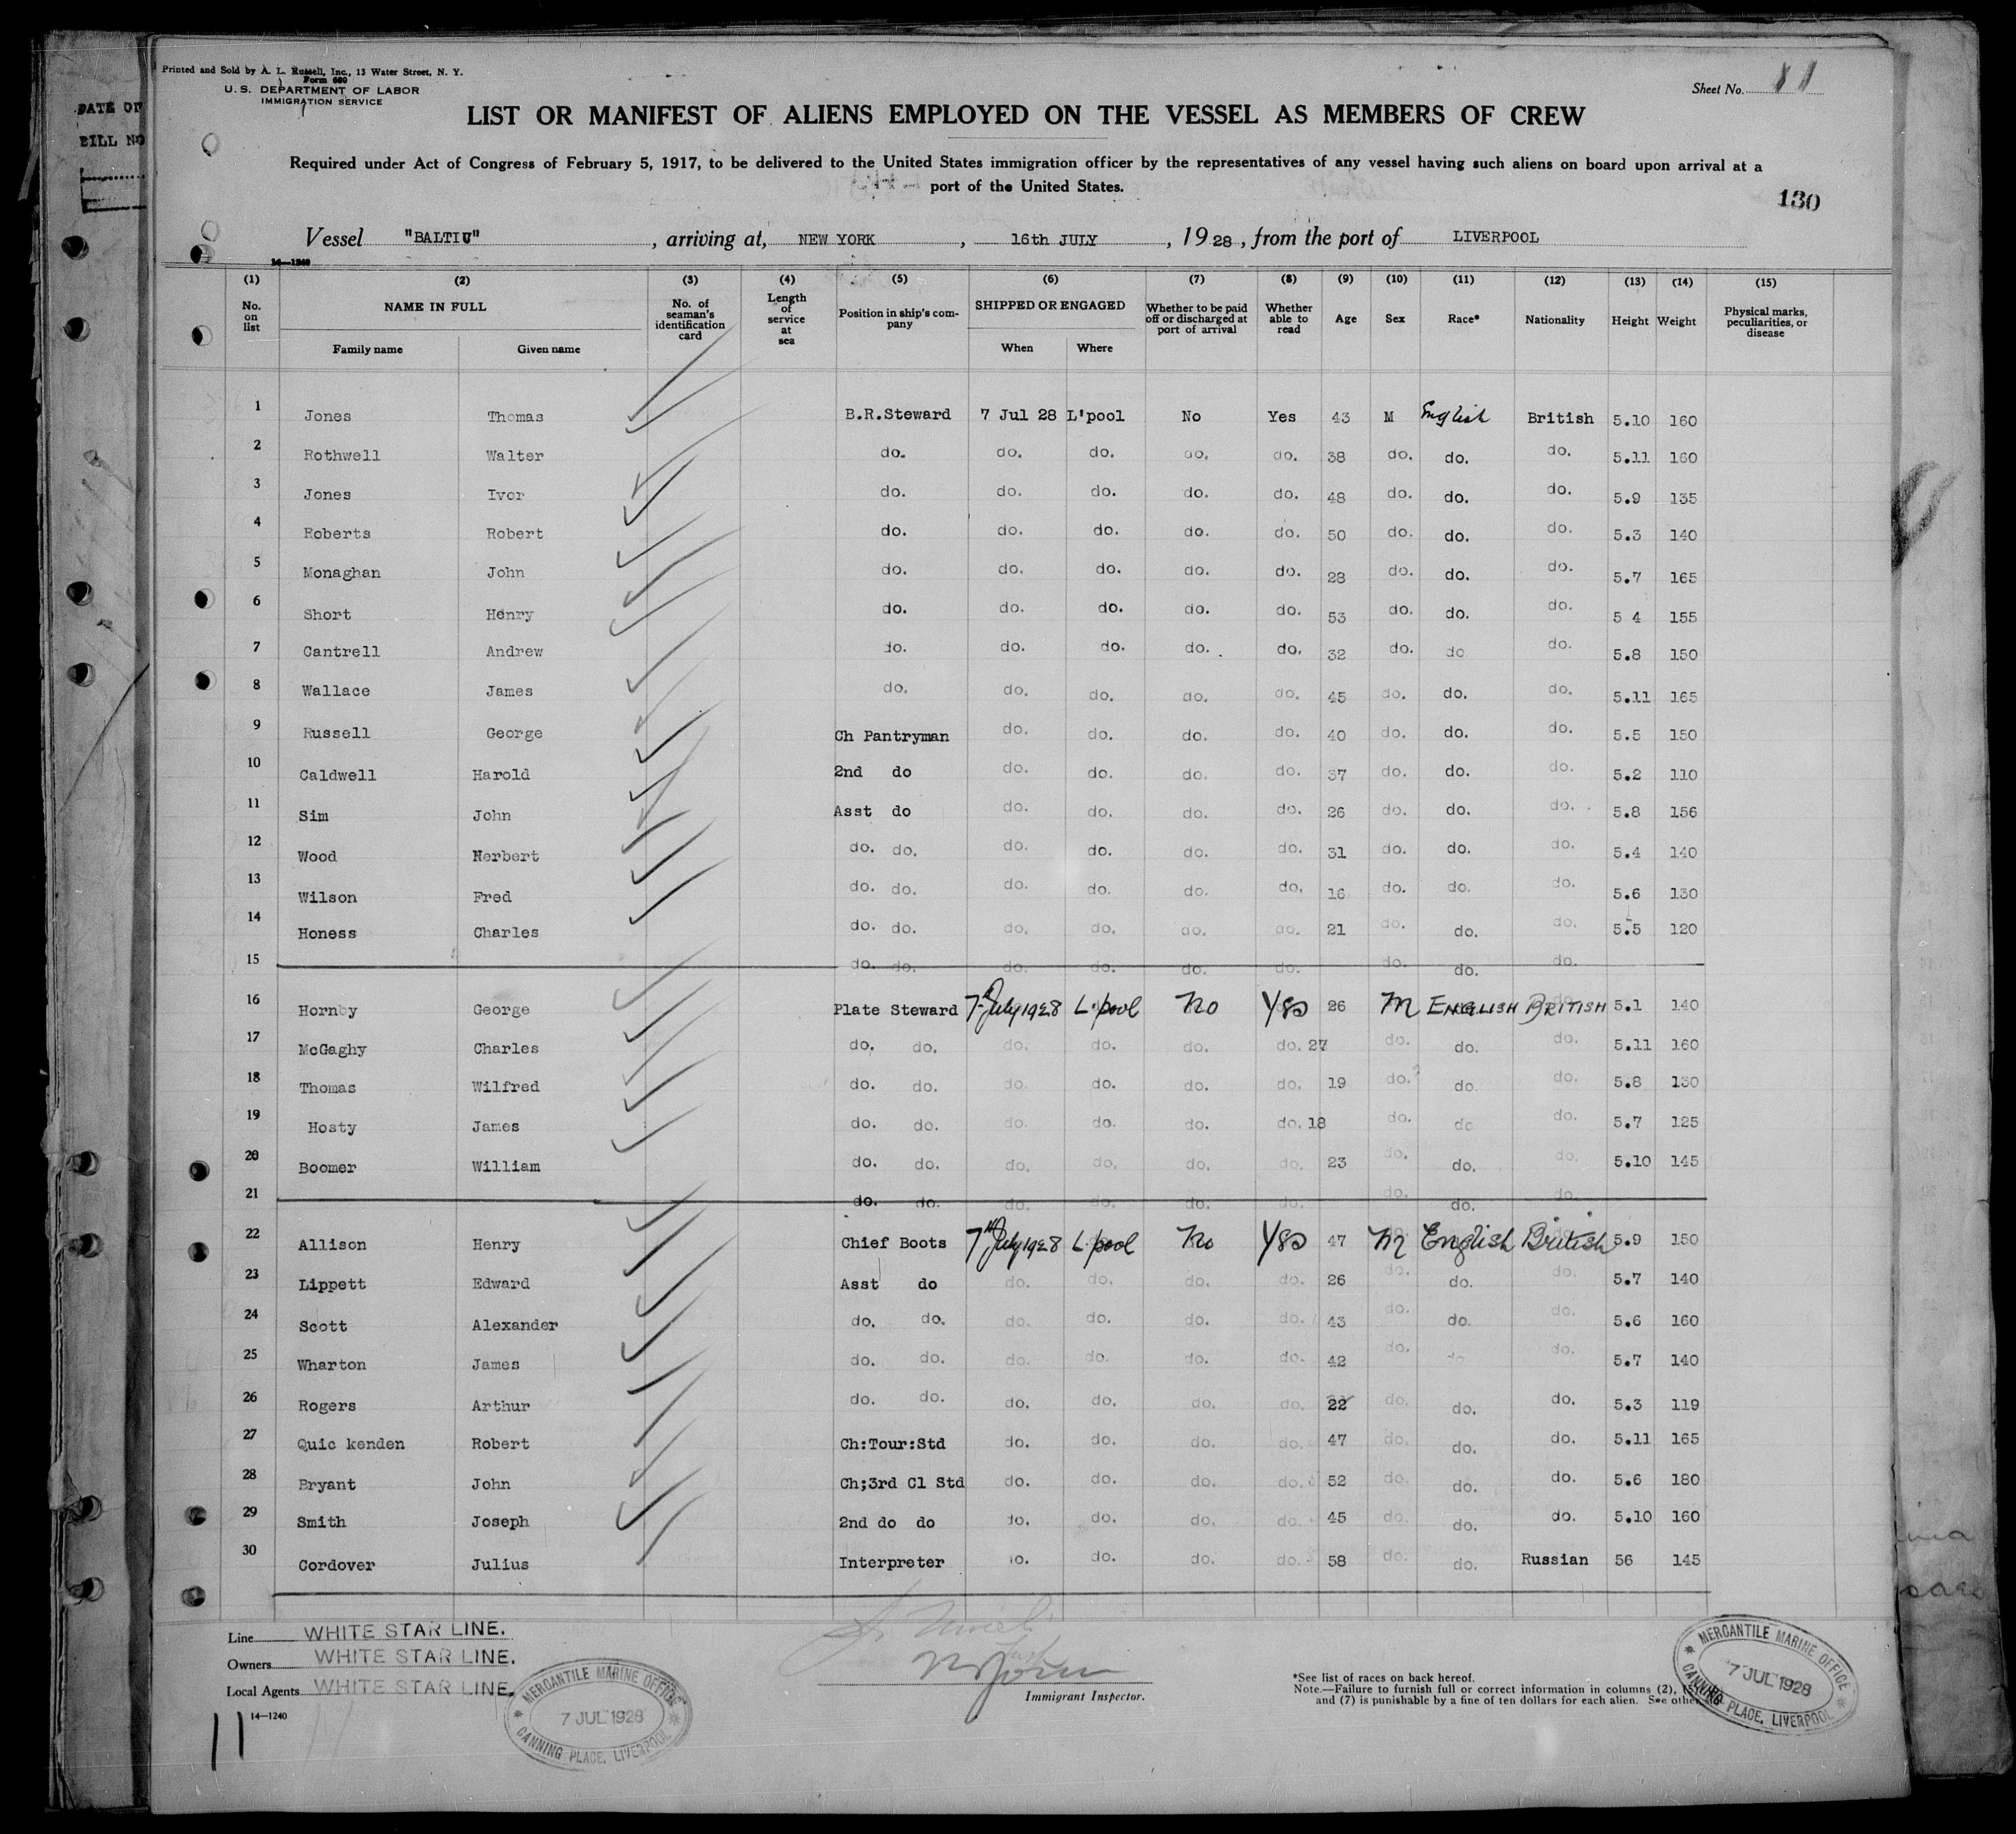 Printed and Sold by A. L. Russell, Inc., 13 Water Street, N. Y.
Form 680
U. S. DEPARTMENT OF LABOR
IMMIGRATION SERVICE
Sheet No. 11
DATE OF
BILL NO
LIST OR MANIFEST OF ALIENS EMPLOYED ON THE VESSEL AS MEMBERS OF CREW
Required under Act of Congress of February 5, 1917, to be delivered to the United States immigration officer by the representatives of any vessel having such aliens on board upon arrival at a
port of the United States.
130
Vessel "BALTIC", arriving at, NEW YORK, 16th JULY, 1928, from the port of LIVERPOOL
14—1240
(1) (2) (3) (4) (5) (6) (7) (8) (9) (10) (11) (12) (13) (14) (15)
No. on list NAME IN FULL No. of seaman's identification card Length of service at sea Position in ship's company SHIPPED OR ENGAGED Whether to be paid off or discharged at port of arrival Whether able to read Age Sex Race* Nationality Height Weight Physical marks, peculiarities, or disease
Family name Given name When Where
1 Jones Thomas B.R.Steward 7 Jul 28 L'pool No Yes 43 M English British 5.10 160
2 Rothwell Walter do. do. do. do. do. 38 do. do. do. 5.11 160
3 Jones Ivor do. do. do. do. do. 48 do. do. do. 5.9 135
4 Roberts Robert do. do. do. do. do. 50 do. do. do. 5.3 140
5 Monaghan John do. do. do. do. do. 28 do. do. do. 5.7 165
6 Short Henry do. do. do. do. do. 53 do. do. do. 5 4 155
7 Cantrell Andrew do. do. do. do. do. 32 do. do do. 5.8 150
8 Wallace James do. do. do. do. do. 45 do. do. do. 5.11 165
9 Russell George Ch Pantryman do. do. do. do. 40 do. do. do. 5.5 150
10 Caldwell Harold 2nd do do. do. do. do. 37 do. do. do. 5.2 110
11 Sim John Asst do do. do. do. do. 26 do. do. do. 5.8 156
12 Wood Herbert do. do. do. do. do. do. 31 do. do. do. 5.4 140
13 Wilson Fred do. do. do. do. do. do. 16 do. do. do. 5.6 130
14 Honess Charles do. do. do. do. do. do. 21 do. do. do. 5.5 120
15 do. do. do. do. do. do. do. do. do.
16 Hornby George Plate Steward 7th July 1928 L'pool No Yes 26 M ENGLISH BRITISH 5.1 140
17 McGaghy Charles do. do. do. do. do. do. 27 do. do. do. 5.11 160
18 Thomas Wilfred do. do. do. do. do. do. 19 do. do. do. 5.8 130
19 Hosty James do. do. do. do. do. do. 18 do. do do. 5.7 125
20 Boomer William do. do. do. do. do. do. 23 do. do. do. 5.10 145
21 do. do. do. do. do. do. do. do. do.
22 Allison Henry Chief Boots 7th July 1928 L'pool No Yes 47 M English British 5.9 150
23 Lippett Edward Asst do do. do. do. do. 26 do. do. do. 5.7 140
24 Scott Alexander do. do. do. do. do. do. 43 do. do. do. 5.6 160
25 Wharton James do. do. do. do. do. do. 42 do. do do. 5.7 140
26 Rogers Arthur do. do. do. do. do. do. 22 do. do. do. 5.3 119
27 Quic kenden Robert Ch:Tour:Std do. do. do. do. 47 do. do. do. 5.11 165
28 Bryant John Ch;3rd Cl Std do. do. do. do. 52 do. do. do. 5.6 180
29 Smith Joseph 2nd do do do. do. do. do. 45 do. do. do. 5.10 160
30 Cordover Julius Interpreter do. do. do. do. 58 do. do. Russian 56 145
Line WHITE STAR LINE.
Owners WHITE STAR LINE.
Local Agents WHITE STAR LINE.
14—1240
11
MERCANTILE MARINE OFFICE
7 JUL 1928
CANNING PLACE, LIVERPOOL
Immigrant Inspector.
*See list of races on back hereof.
Note.—Failure to furnish full or correct information in columns (2),
and (7) is punishable by a fine of ten dollars for each alien. See other
MERCANTILE MARINE OFFICE
7 JUL 1928
CANNING PLACE, LIVERPOOL